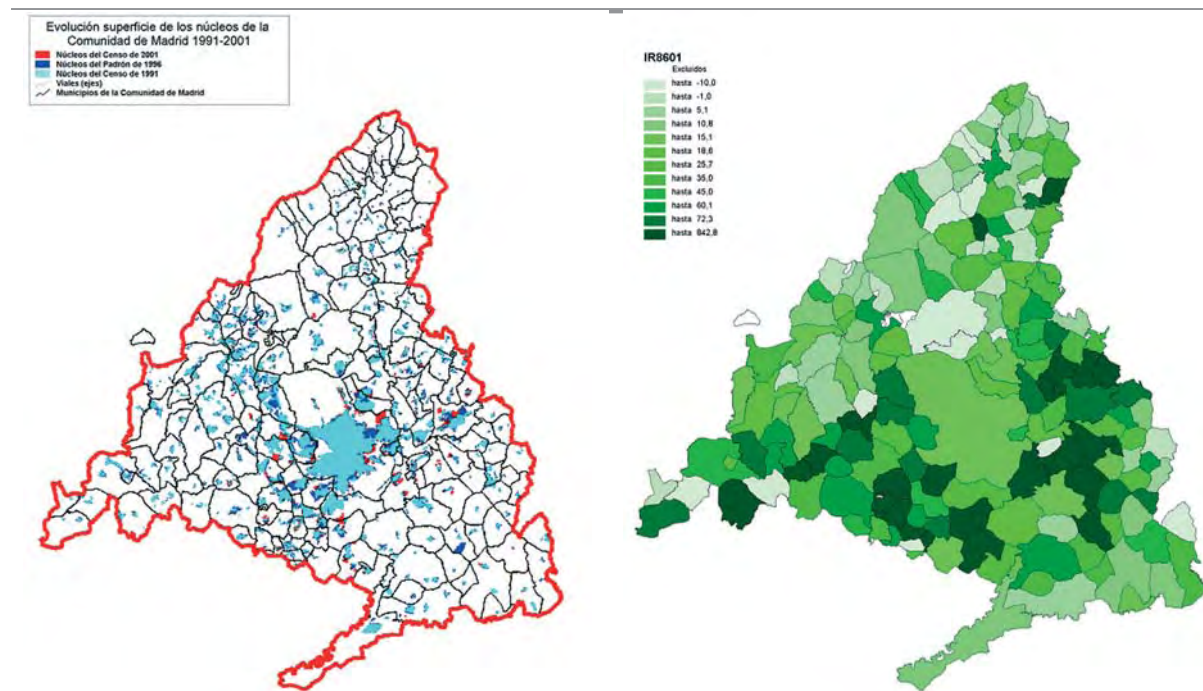 Evolución superficie de los núcleos de la
Comunidad de Madrid 1991-2001
Núcleos del Censo de 2001
Núcleos del Padrón de 1996
Núcleos del Censo de 1991
Viales (ejes)
Municipios de la Comunidad de Madrid
IR8601
Excluidos
hasta -10,0
hasta -1,0
hasta 5,1
hasta 10,8
hasta 15,1
hasta 18,6
hasta 25,7
hasta 35,0
hasta 45,0
hasta 60,1
hasta 72,3
hasta 842,8